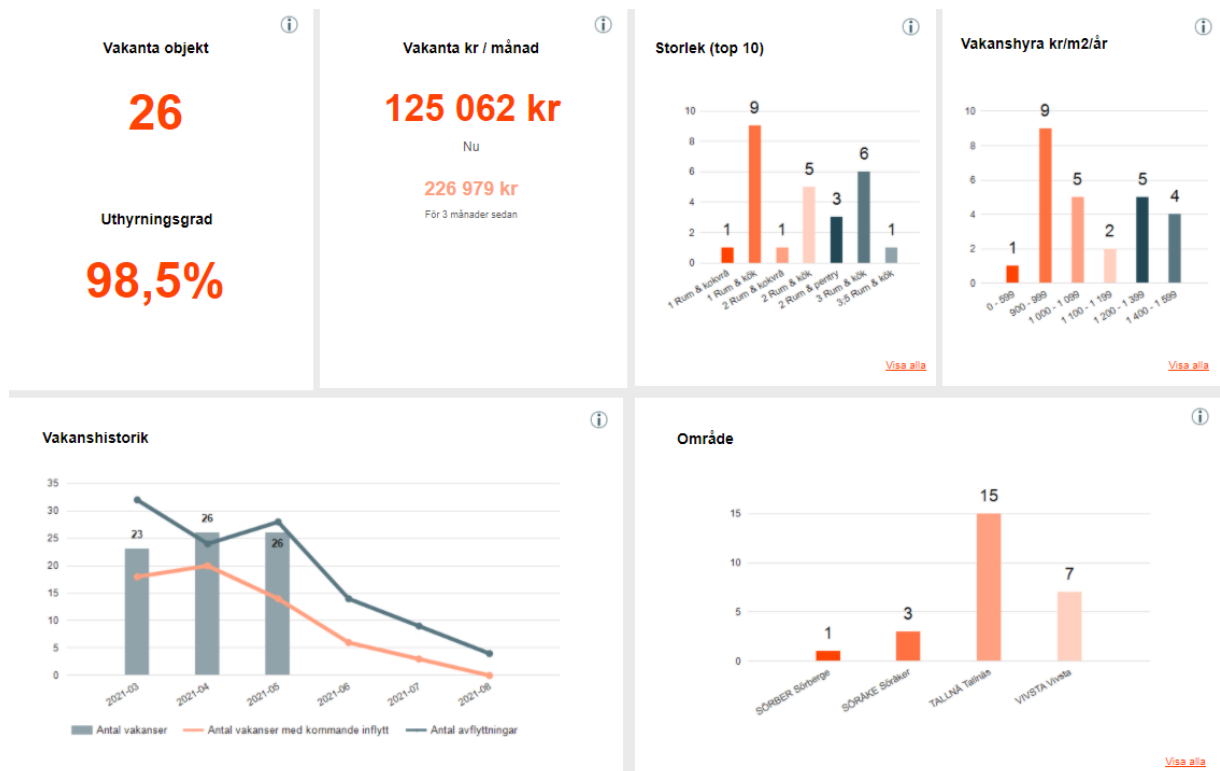 Vakanta objekt
26
Uthyrningsgrad
98,5%
Vakanta kr / månad
125 062 kr
Nu
226 979 kr
För 3 månader sedan
Storlek (top 10)
10
8
6
4
2
0
1
9
1
5
3
6
1
1 Rum & kokvrå
1 Rum & kök
2 Rum & kokvrå
2 Rum & kök
2 Rum & pentry
3 Rum & kök
3:5 Rum & kök
Visa alla
Vakanshyra kr/m2/år
10
8
6
4
2
0
1
9
5
2
5
4
0 - 599
900 - 999
1 000 - 1 099
1 100 - 1 199
1 200 - 1 399
1 400 - 1 599
Visa alla
Vakanshistorik
35
30
25
20
15
10
5
0
23
26
26
2021-03
2021-04
2021-05
2021-06
2021-07
2021-08
Antal vakanser
Antal vakanser med kommande inflytt
Antal avflyttningar
Område
15
10
5
0
1
3
15
7
SÖRBER Sörberge
SÖRÅKE Söråker
TALLNÄ Tallnäs
VIVSTA Vivsta
Visa alla